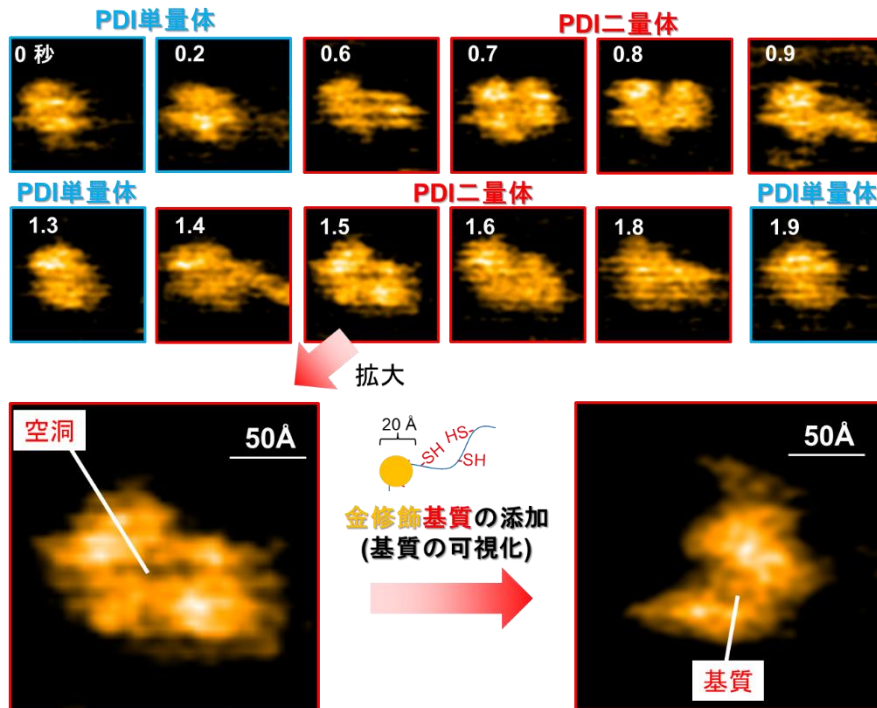 PDI単量体
PDI二量体
0 秒
0.2
0.6
0.7
0.8
0.9
PDI単量体
PDI二量体
PDI単量体
1.3
1.4
1.5
1.6
1.8
1.9
拡大
空洞
50Å
20 Å
-SH
HS-
-SH
金修飾基質の添加
(基質の可視化)
50Å
基質